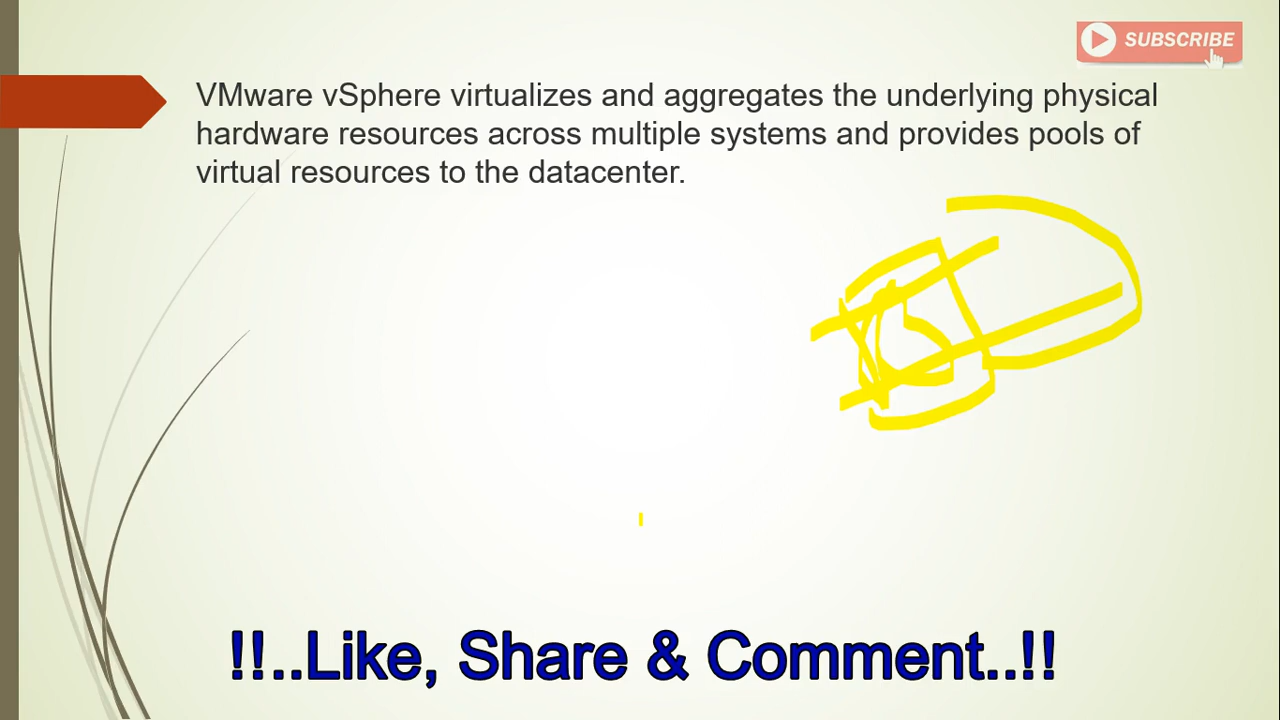 SUBSCRIBE
VMware vSphere virtualizes and aggregates the underlying physical
hardware resources across multiple systems and provides pools of
virtual resources to the datacenter.
!!..Like, Share & Comment..!!